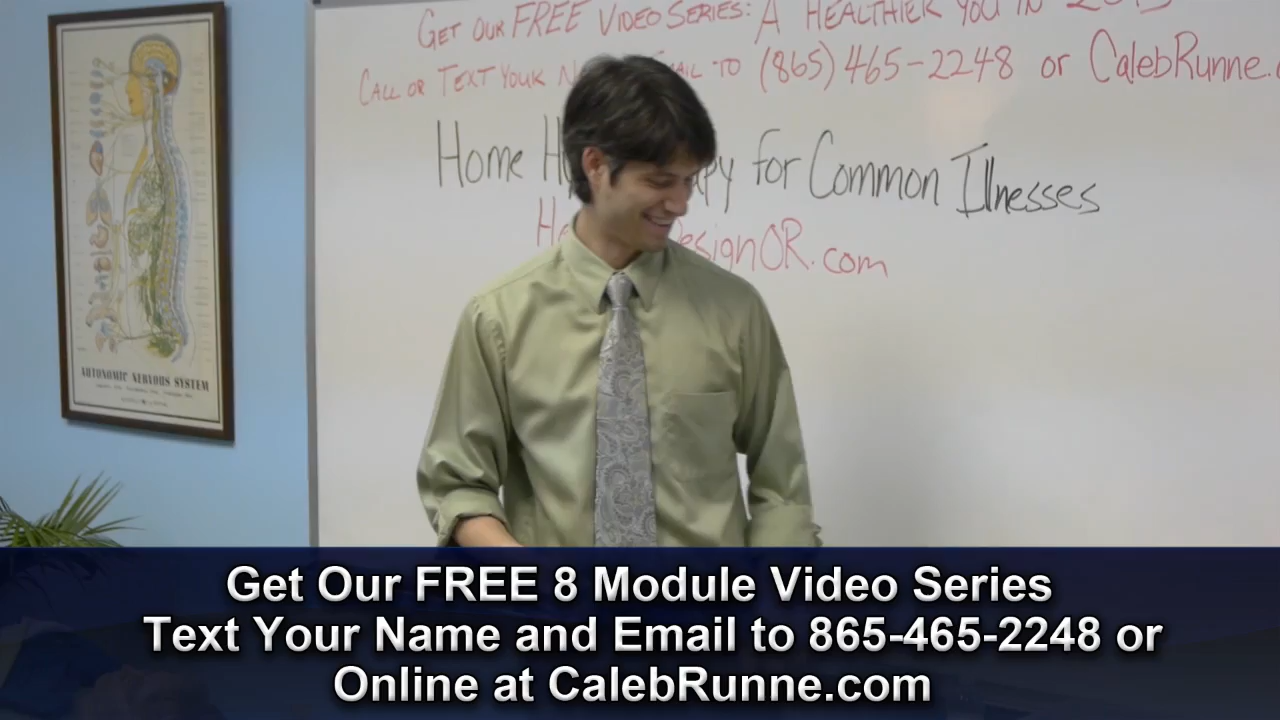 GET OUR FREE VIDEO SERIES: A HEALTHIER YOU IN
CALL OR TEXT YOUR TO (865) 465-2248 or CalebRunne.
Home for Common Illnesses
DesignOR.com
AUTONOMIC NERVOUS SYSTEM
Get Our FREE 8 Module Video Series
Text Your Name and Email to 865-465-2248 or
Online at CalebRunne.com